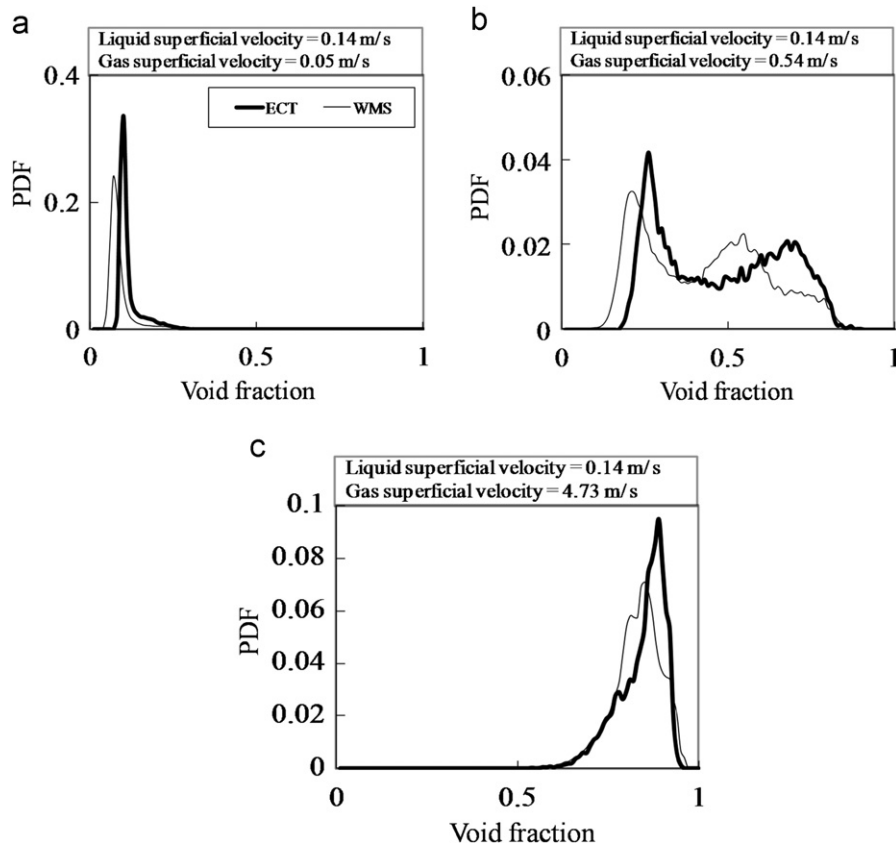 a
Liquid superficial velocity = 0.14 m/s
Gas superficial velocity = 0.05 m/s
0.4
0.2
0
PDF
ECT WMS
0 0.5 1
Void fraction
b
Liquid superficial velocity = 0.14 m/s
Gas superficial velocity = 0.54 m/s
0.06
0.04
0.02
0
PDF
0 0.5 1
Void fraction
c
Liquid superficial velocity = 0.14 m/s
Gas superficial velocity = 4.73 m/s
0.1
0.08
0.06
0.04
0.02
0
PDF
0 0.5 1
Void fraction